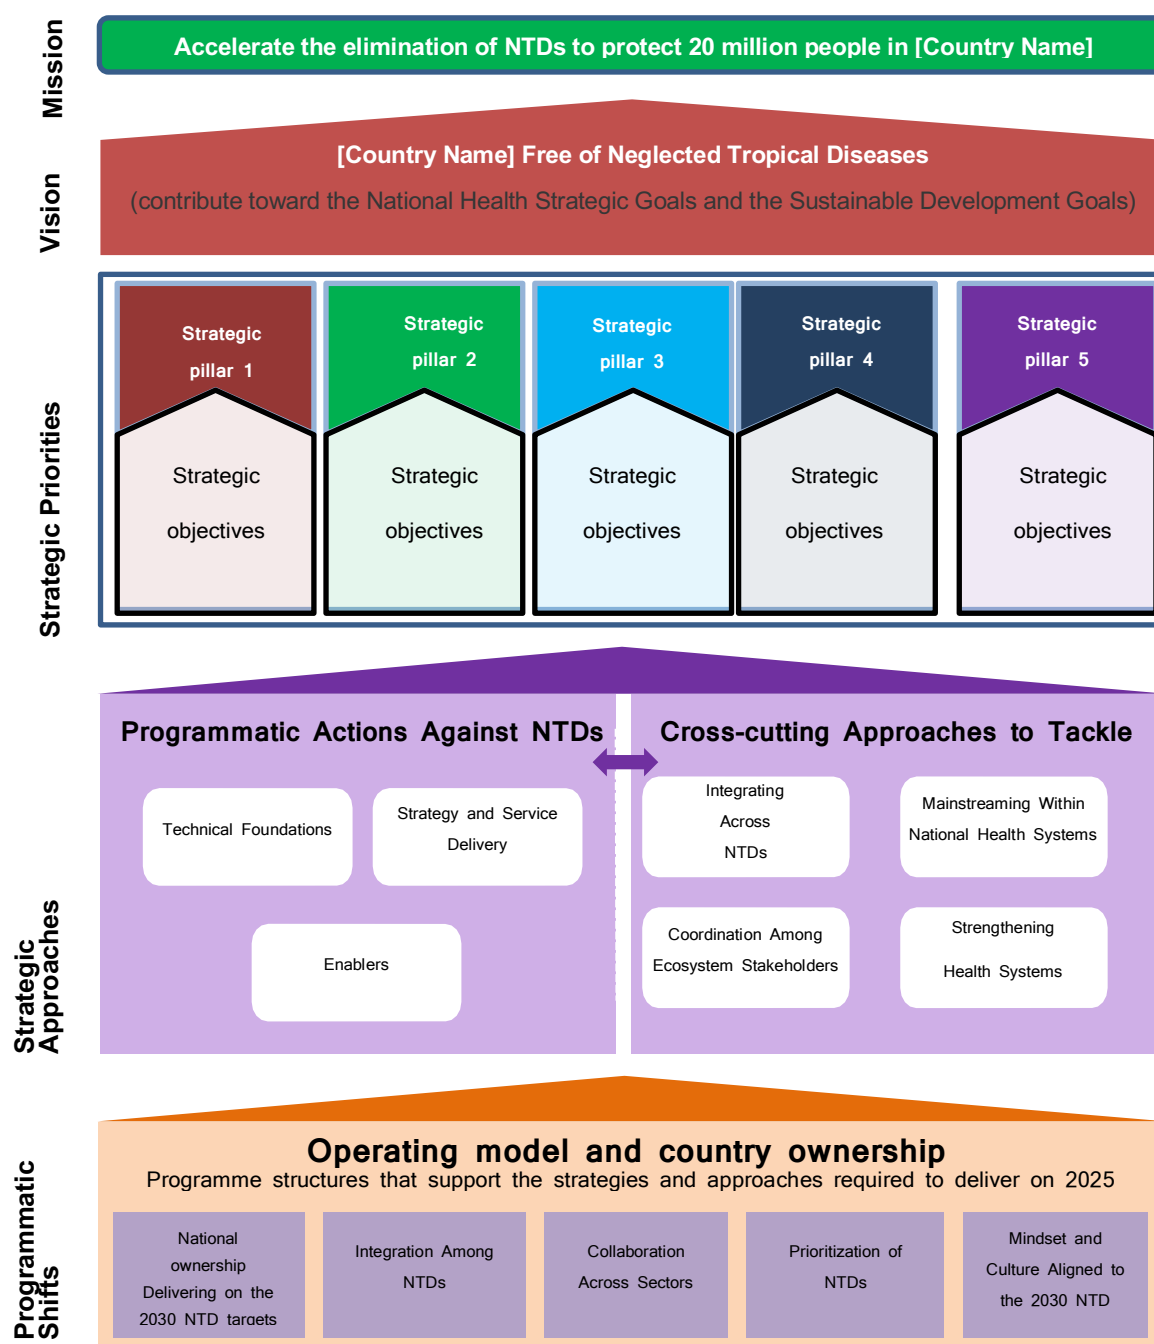 Mission
Accelerate the elimination of NTDs to protect 20 million people in [Country Name]
Vision
[Country Name] Free of Neglected Tropical Diseases
(contribute toward the National Health Strategic Goals and the Sustainable Development Goals)
Strategic Priorities
Strategic
pillar 1
Strategic
pillar 2
Strategic
pillar 3
Strategic
pillar 4
Strategic
pillar 5
Strategic
objectives
Strategic
objectives
Strategic
objectives
Strategic
objectives
Strategic
objectives
Strategic
Approaches
Programmatic Actions Against NTDs
Technical Foundations
Strategy and Service
Delivery
Enablers
Cross-cutting Approaches to Tackle
Integrating
Across
NTDs
Mainstreaming Within
National Health Systems
Coordination Among
Ecosystem Stakeholders
Strengthening
Health Systems
Programmatic
Shifts
Operating model and country ownership
Programme structures that support the strategies and approaches required to deliver on 2025
National
ownership
Delivering on the
2030 NTD targets
Integration Among
NTDs
Collaboration
Across Sectors
Prioritization of
NTDs
Mindset and
Culture Aligned to
the 2030 NTD